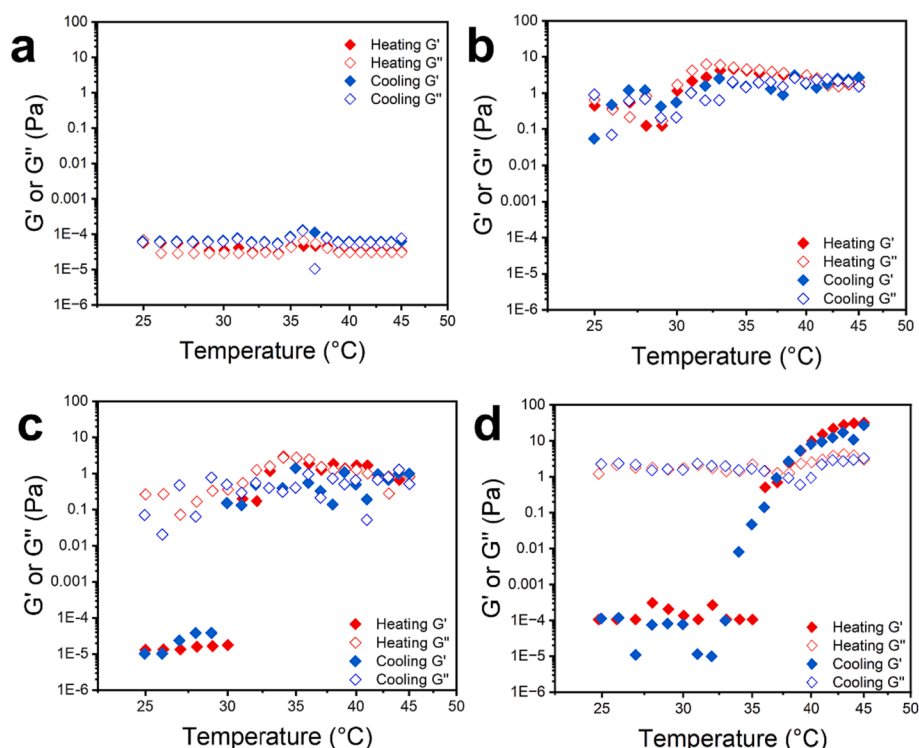 a
G' or G'' (Pa)
100
10
1
0.1
0.01
0.001
1E−4
1E−5
1E−6
Heating G'
Heating G''
Cooling G'
Cooling G''
25
30
35
40
45
50
Temperature (°C)
b
G' or G'' (Pa)
100
10
1
0.1
0.01
0.001
1E−4
1E−5
1E−6
Heating G'
Heating G''
Cooling G'
Cooling G''
25
30
35
40
45
50
Temperature (°C)
c
G' or G'' (Pa)
100
10
1
0.1
0.01
0.001
1E−4
1E−5
1E−6
Heating G'
Heating G''
Cooling G'
Cooling G''
25
30
35
40
45
50
Temperature (°C)
d
G' or G'' (Pa)
100
10
1
0.1
0.01
0.001
1E−4
1E−5
1E−6
Heating G'
Heating G''
Cooling G'
Cooling G''
25
30
35
40
45
50
Temperature (°C)